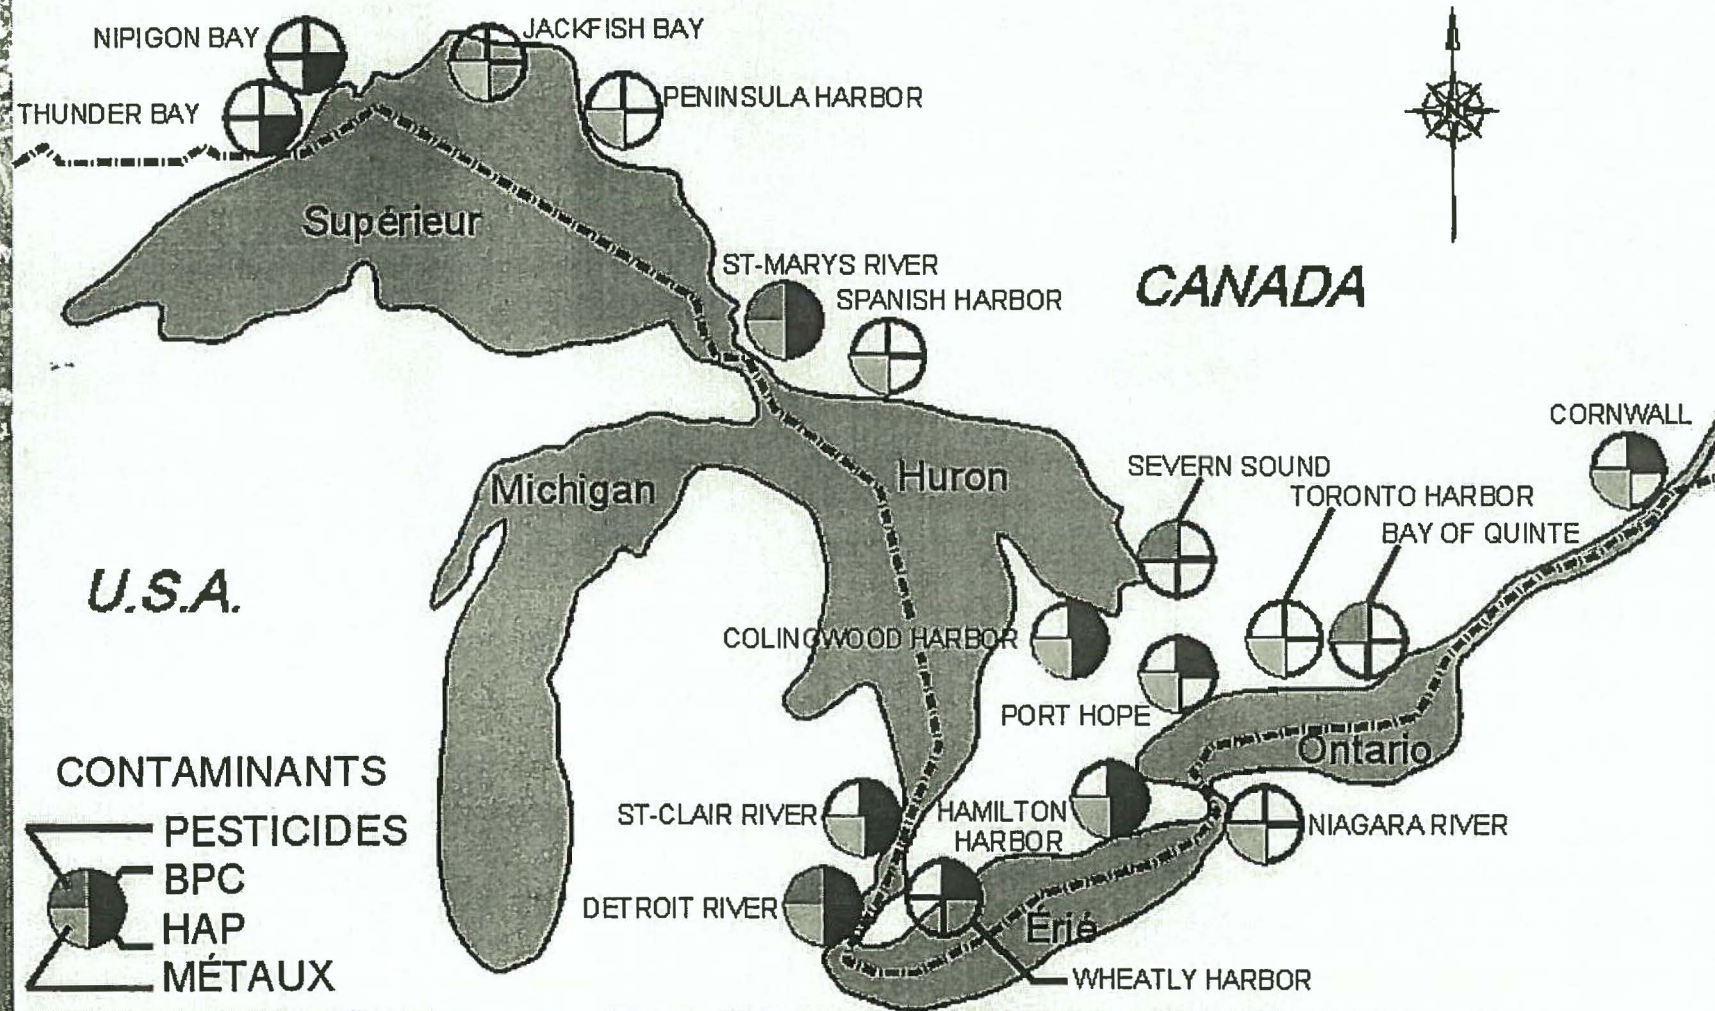 NIPIGON BAY
JACKFISH BAY
THUNDER BAY
PENINSULA HARBOR
Supérieur
ST-MARYS RIVER
SPANISH HARBOR
CANADA
CORNWALL
Michigan
Huron
SEVERN SOUND
TORONTO HARBOR
BAY OF QUINTE
U.S.A.
COLINGWOOD HARBOR
PORT HOPE
Ontario
CONTAMINANTS
PESTICIDES
BPC
HAP
MÉTAUX
ST-CLAIR RIVER
HAMILTON
HARBOR
NIAGARA RIVER
DETROIT RIVER
Érié
WHEATLY HARBOR